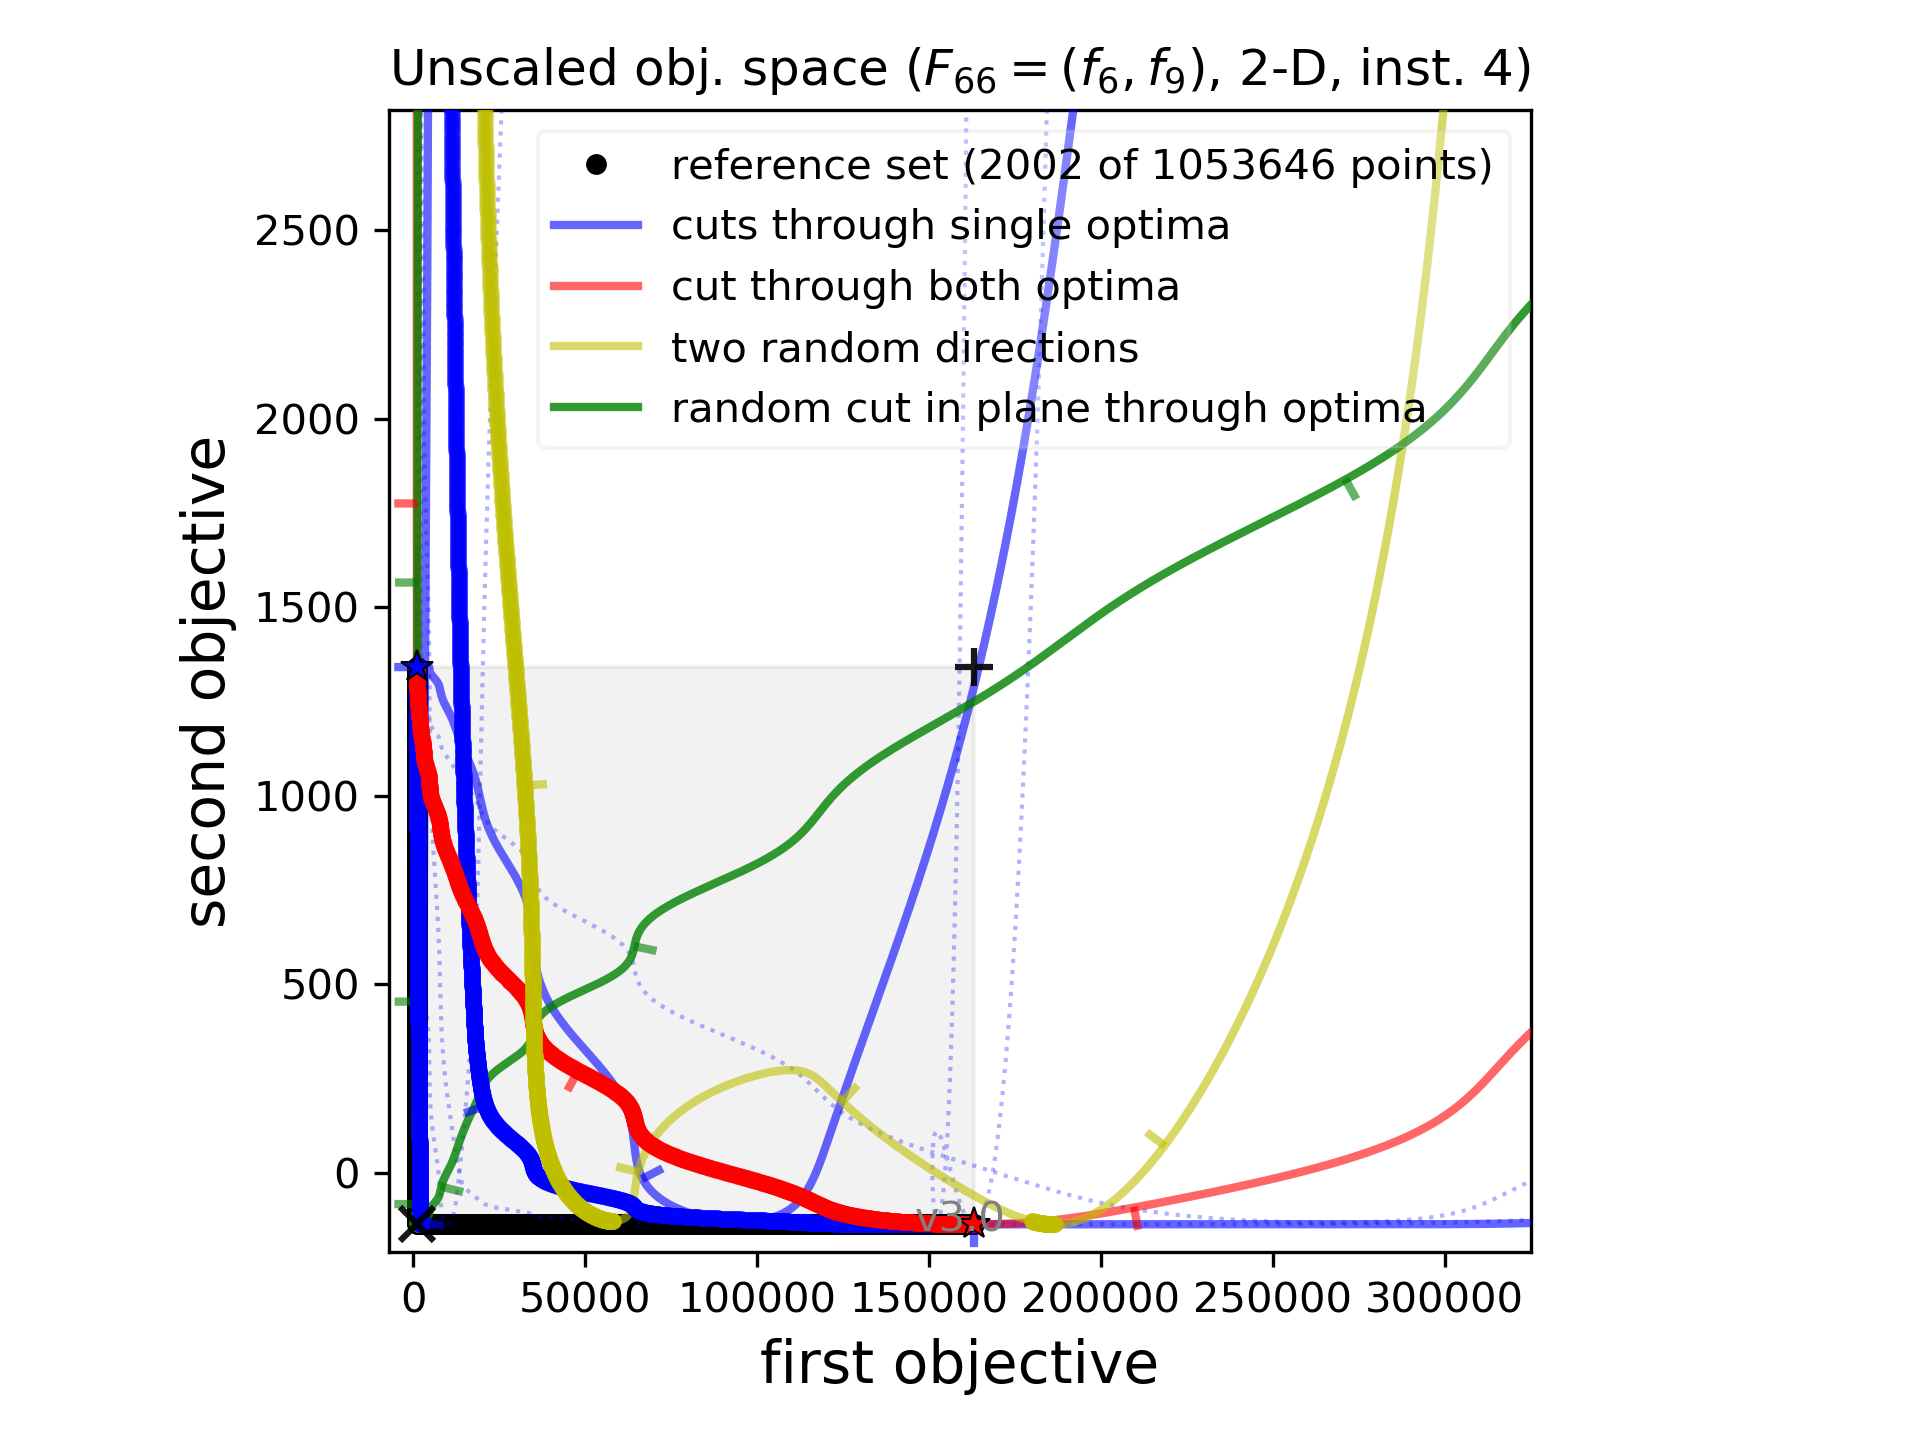 Unscaled obj. space (F₆₆ = (f₆, f₉), 2-D, inst. 4)
reference set (2002 of 1053646 points)
cuts through single optima
cut through both optima
two random directions
random cut in plane through optima
second objective
2500
2000
1500
1000
500
0
v3.0
0 50000 100000 150000 200000 250000 300000
first objective